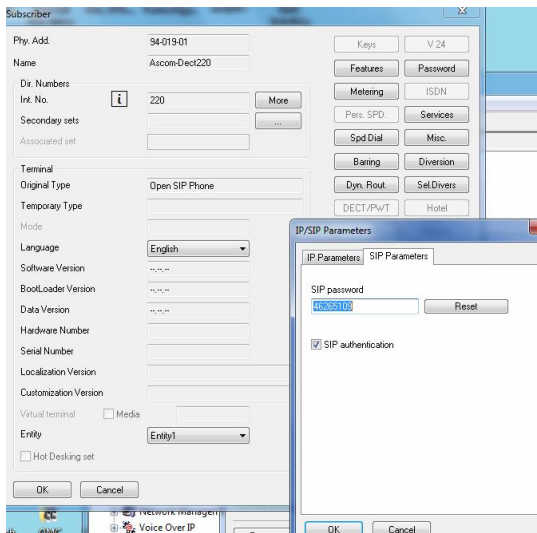 Subscriber
Phy. Add. 94-019-01
Name Ascom-Dect220
Dir. Numbers
Int. No. i 220 More
Secondary sets ...
Associated set
Terminal
Original Type Open SIP Phone
Temporary Type
Mode
Language English
Software Version --.--.--
BootLoader Version --.--.--
Data Version --.--.--
Hardware Number
Serial Number
Localization Version
Customization Version
Virtual terminal Media
Entity Entity1
Hot Desking set
OK Cancel
Keys V 24
Features Password
Metering ISDN
Pers. SPD. Services
Spd Dial Misc.
Barring Diversion
Dyn. Rout. Sel.Divers
DECT/PWT Hotel
IP/SIP Parameters
IP Parameters SIP Parameters
SIP password
46265109 Reset
SIP authentication
OK Cancel
Voice Over IP